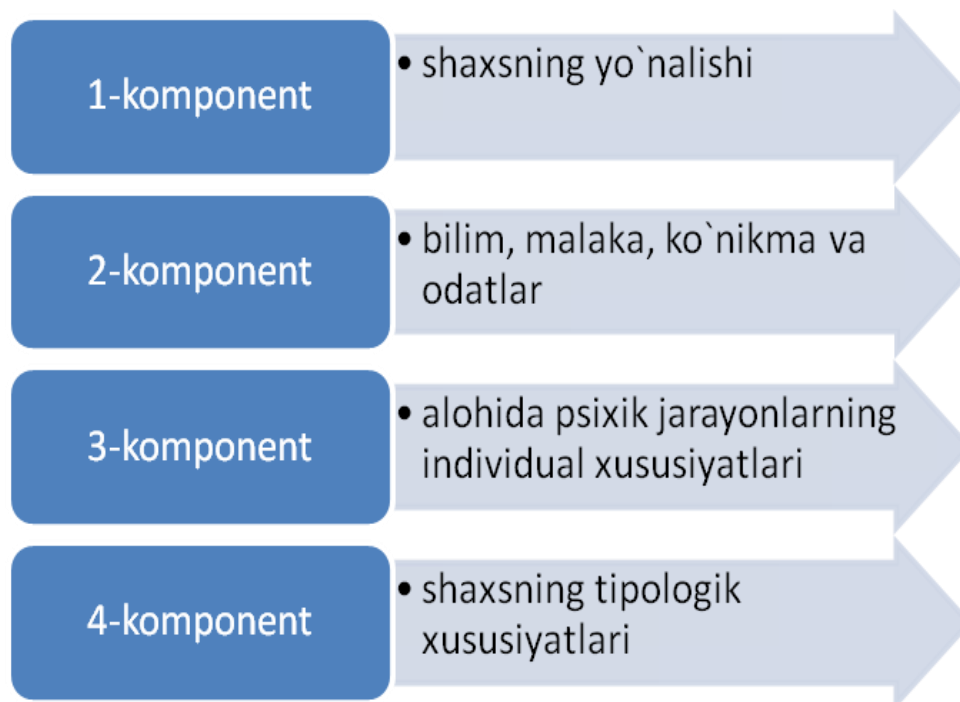 1-komponent
• shaxsning yo`nalishi
2-komponent
• bilim, malaka, ko`nikma va
odatlar
3-komponent
• alohida psixik jarayonlarning
individual xususiyatlari
4-komponent
• shaxsning tipologik
xususiyatlari